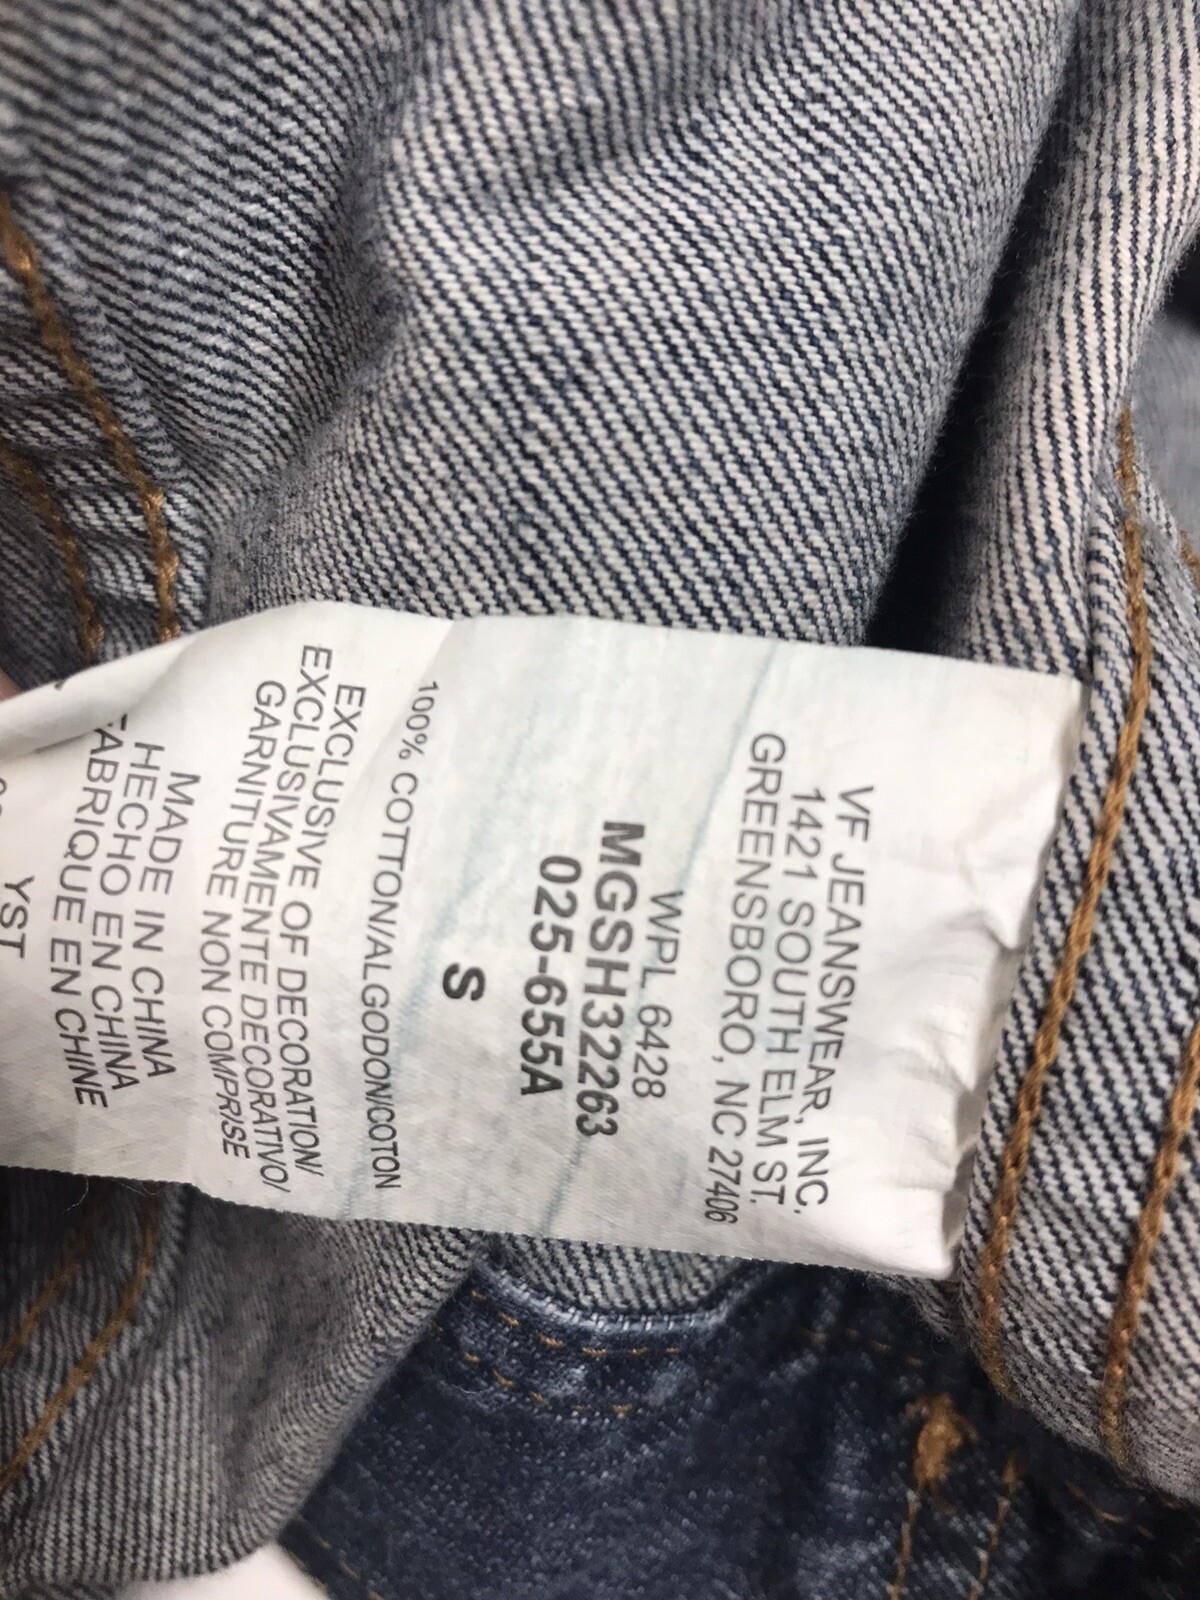 VF JEANSWEAR, INC.
1421 SOUTH ELM ST.
GREENSBORO, NC 27406
WPL 6428
MGSH32263
025-655A
S
100% COTTON/ALGODON/COTON
EXCLUSIVE OF DECORATION/
EXCLUSIVAMENTE DECORATIVO/
GARNITURE NON COMPRISE
MADE IN CHINA
HECHO EN CHINA
FABRIQUE EN CHINE
YST